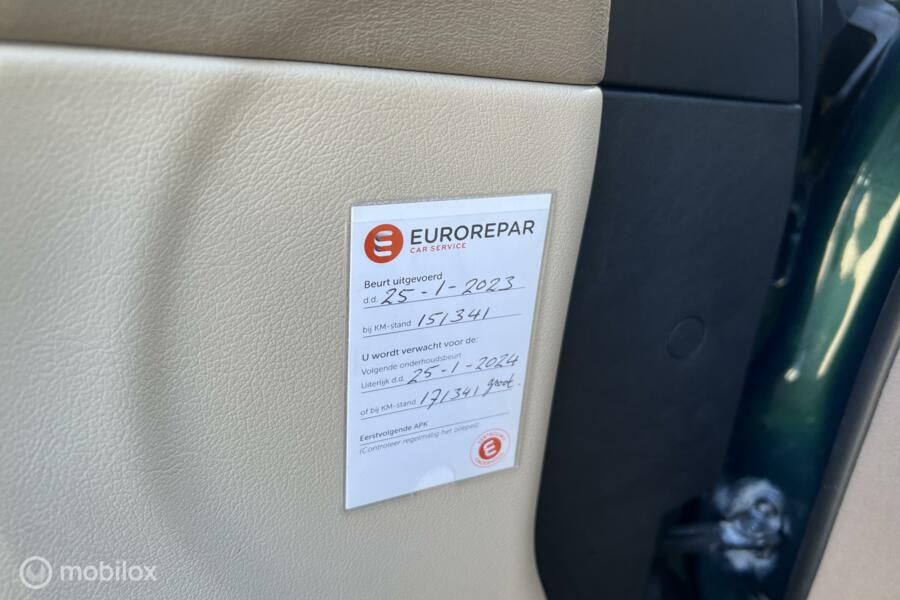 EUROREPAR
CAR SERVICE
Beurt uitgevoerd
d.d. 25-1-2023
bij KM-stand 151341
U wordt verwacht voor de:
Volgende onderhoudsbeurt
Uiterlijk d.d. 25-1-2024
of bij KM-stand 171341 groot.
Eerstvolgende APK
(Controleer regelmatig het oliepeil)
mobilox